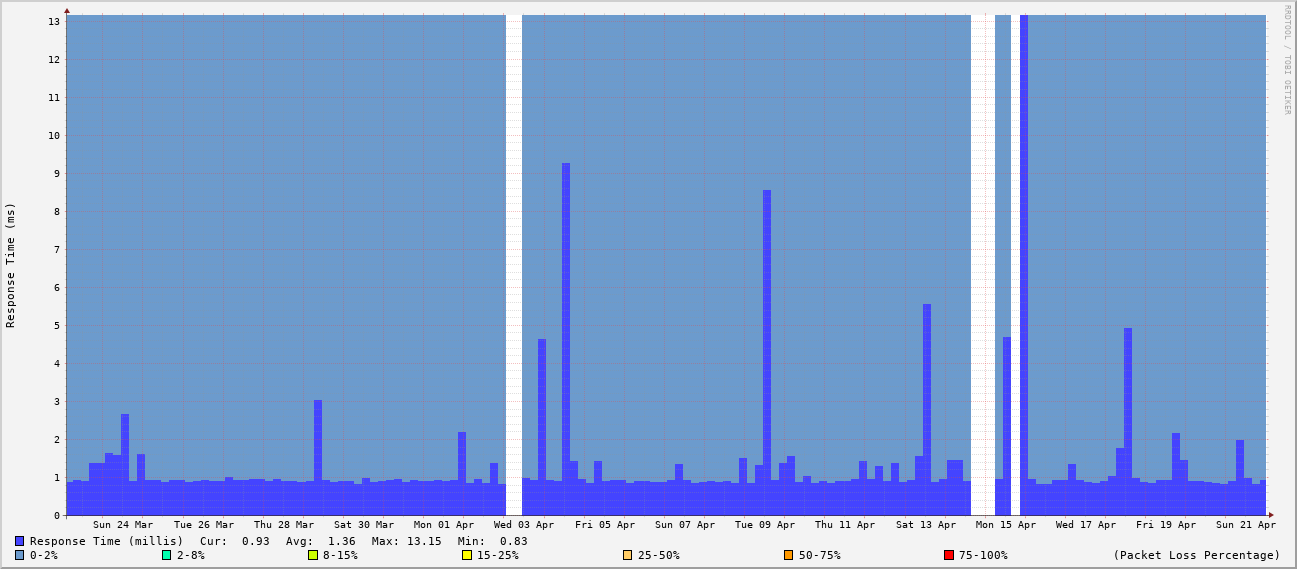 RRDTOOL / TOBI OETIKER
Response Time (ms)
13
12
11
10
9
8
7
6
5
4
3
2
1
0
Sun 24 Mar Tue 26 Mar Thu 28 Mar Sat 30 Mar Mon 01 Apr Wed 03 Apr Fri 05 Apr Sun 07 Apr Tue 09 Apr Thu 11 Apr Sat 13 Apr Mon 15 Apr Wed 17 Apr Fri 19 Apr Sun 21 Apr
Response Time (millis) Cur: 0.93 Avg: 1.36 Max: 13.15 Min: 0.83
0-2% 2-8% 8-15% 15-25% 25-50% 50-75% 75-100% (Packet Loss Percentage)